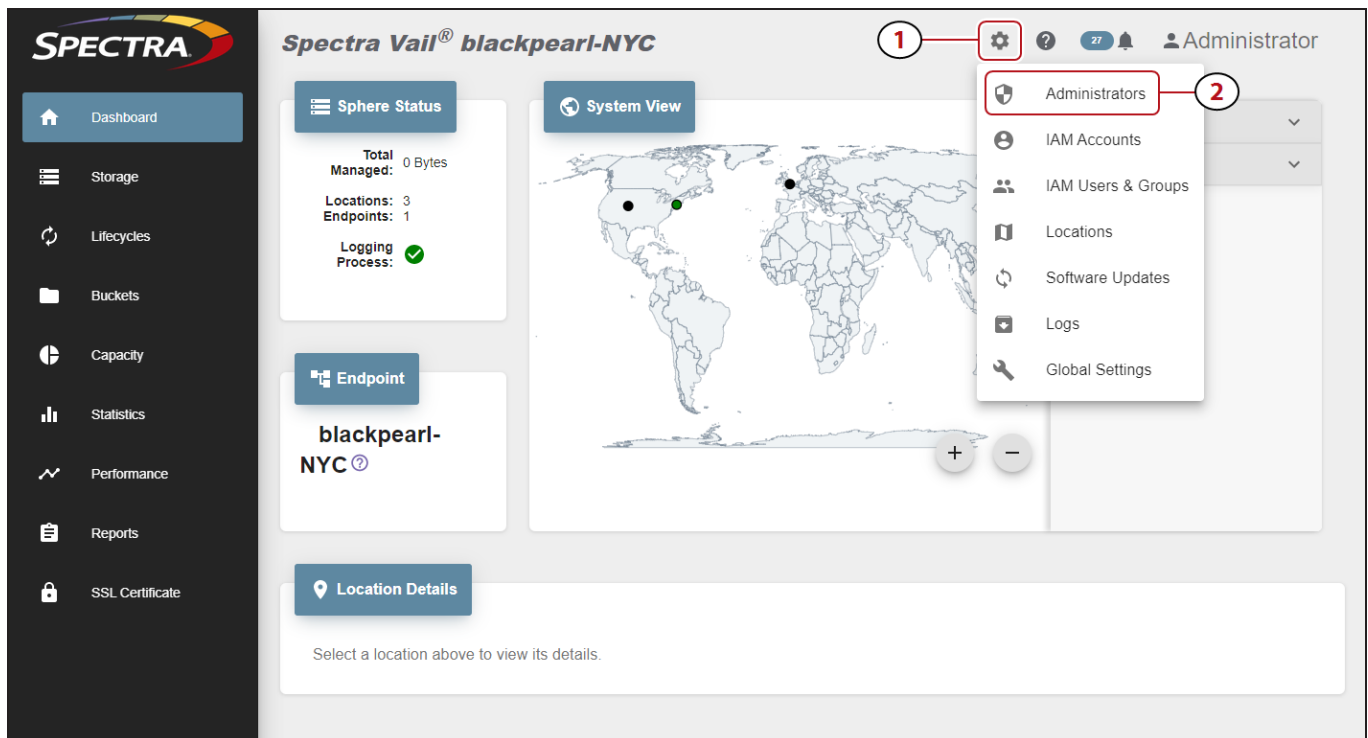 SPECTRA
Spectra Vail® blackpearl-NYC
1
27
Administrator
Dashboard
Storage
Lifecycles
Buckets
Capacity
Statistics
Performance
Reports
SSL Certificate
Sphere Status
Total Managed: 0 Bytes
Locations: 3
Endpoints: 1
Logging Process:
System View
Administrators
2
IAM Accounts
IAM Users & Groups
Locations
Software Updates
Logs
Global Settings
+
−
Endpoint
blackpearl-
NYC
Location Details
Select a location above to view its details.